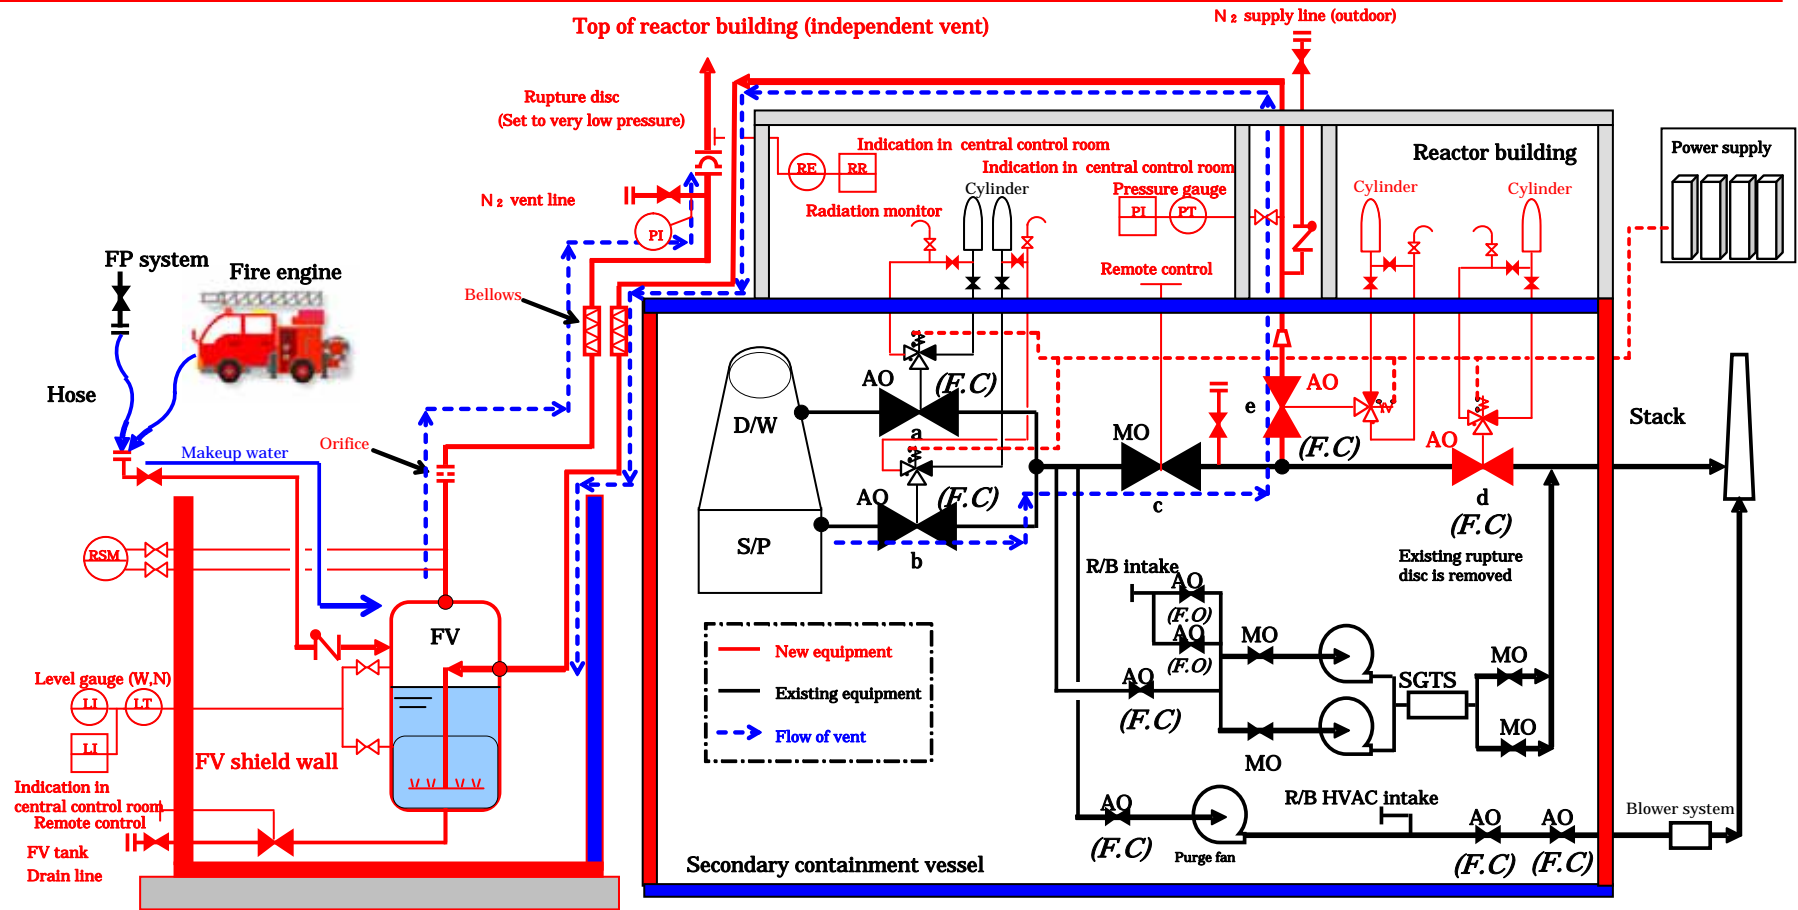 Top of reactor building (independent vent)
N₂ supply line (outdoor)
Rupture disc
(Set to very low pressure)
N₂ vent line
PI
RE
RR
Indication in central control room
Indication in central control room
Radiation monitor
Cylinder
Pressure gauge
PI
PT
Remote control
Reactor building
Cylinder
Cylinder
Power supply
FP system
Fire engine
Hose
Bellows
Makeup water
Orifice
D/W
S/P
AO
(F.C)
a
AO
(F.C)
b
MO
c
e
AO
(F.C)
AO
d
(F.C)
Existing rupture
disc is removed
Stack
RSM
FV
Level gauge (W,N)
LI
LT
LI
FV shield wall
Indication in
central control room
Remote control
FV tank
Drain line
New equipment
Existing equipment
Flow of vent
R/B intake
AO
(F.O)
AO
(F.O)
AO
(F.C)
MO
MO
SGTS
MO
MO
AO
(F.C)
Purge fan
R/B HVAC intake
AO
(F.C)
AO
(F.C)
Blower system
Secondary containment vessel